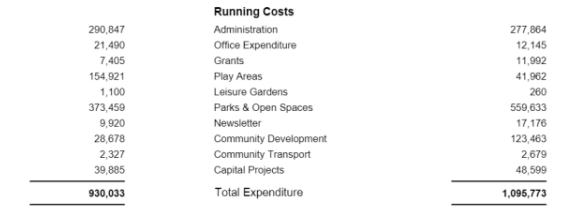 Running Costs
290,847 Administration 277,864
21,490 Office Expenditure 12,145
7,405 Grants 11,992
154,921 Play Areas 41,962
1,100 Leisure Gardens 260
373,459 Parks & Open Spaces 559,633
9,920 Newsletter 17,176
28,678 Community Development 123,463
2,327 Community Transport 2,679
39,885 Capital Projects 48,599
930,033 Total Expenditure 1,095,773